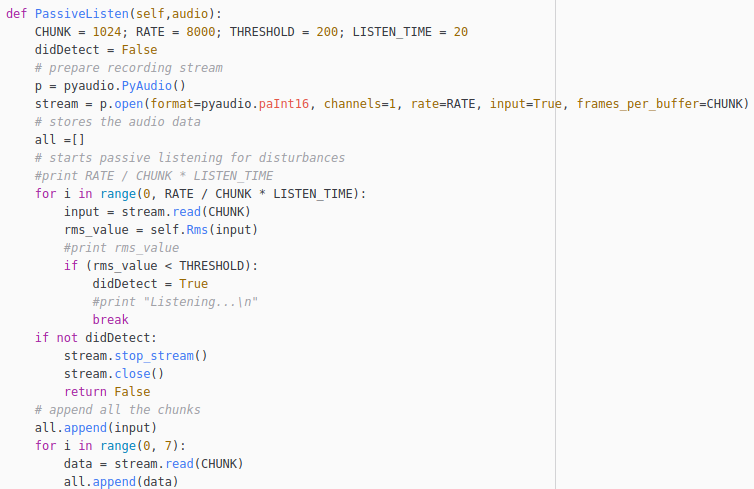 def PassiveListen(self,audio):
    CHUNK = 1024; RATE = 8000; THRESHOLD = 200; LISTEN_TIME = 20
    didDetect = False
    # prepare recording stream
    p = pyaudio.PyAudio()
    stream = p.open(format=pyaudio.paInt16, channels=1, rate=RATE, input=True, frames_per_buffer=CHUNK)
    # stores the audio data
    all =[]
    # starts passive listening for disturbances
    #print RATE / CHUNK * LISTEN_TIME
    for i in range(0, RATE / CHUNK * LISTEN_TIME):
        input = stream.read(CHUNK)
        rms_value = self.Rms(input)
        #print rms_value
        if (rms_value < THRESHOLD):
            didDetect = True
            #print "Listening...\n"
            break
    if not didDetect:
        stream.stop_stream()
        stream.close()
        return False
    # append all the chunks
    all.append(input)
    for i in range(0, 7):
        data = stream.read(CHUNK)
        all.append(data)